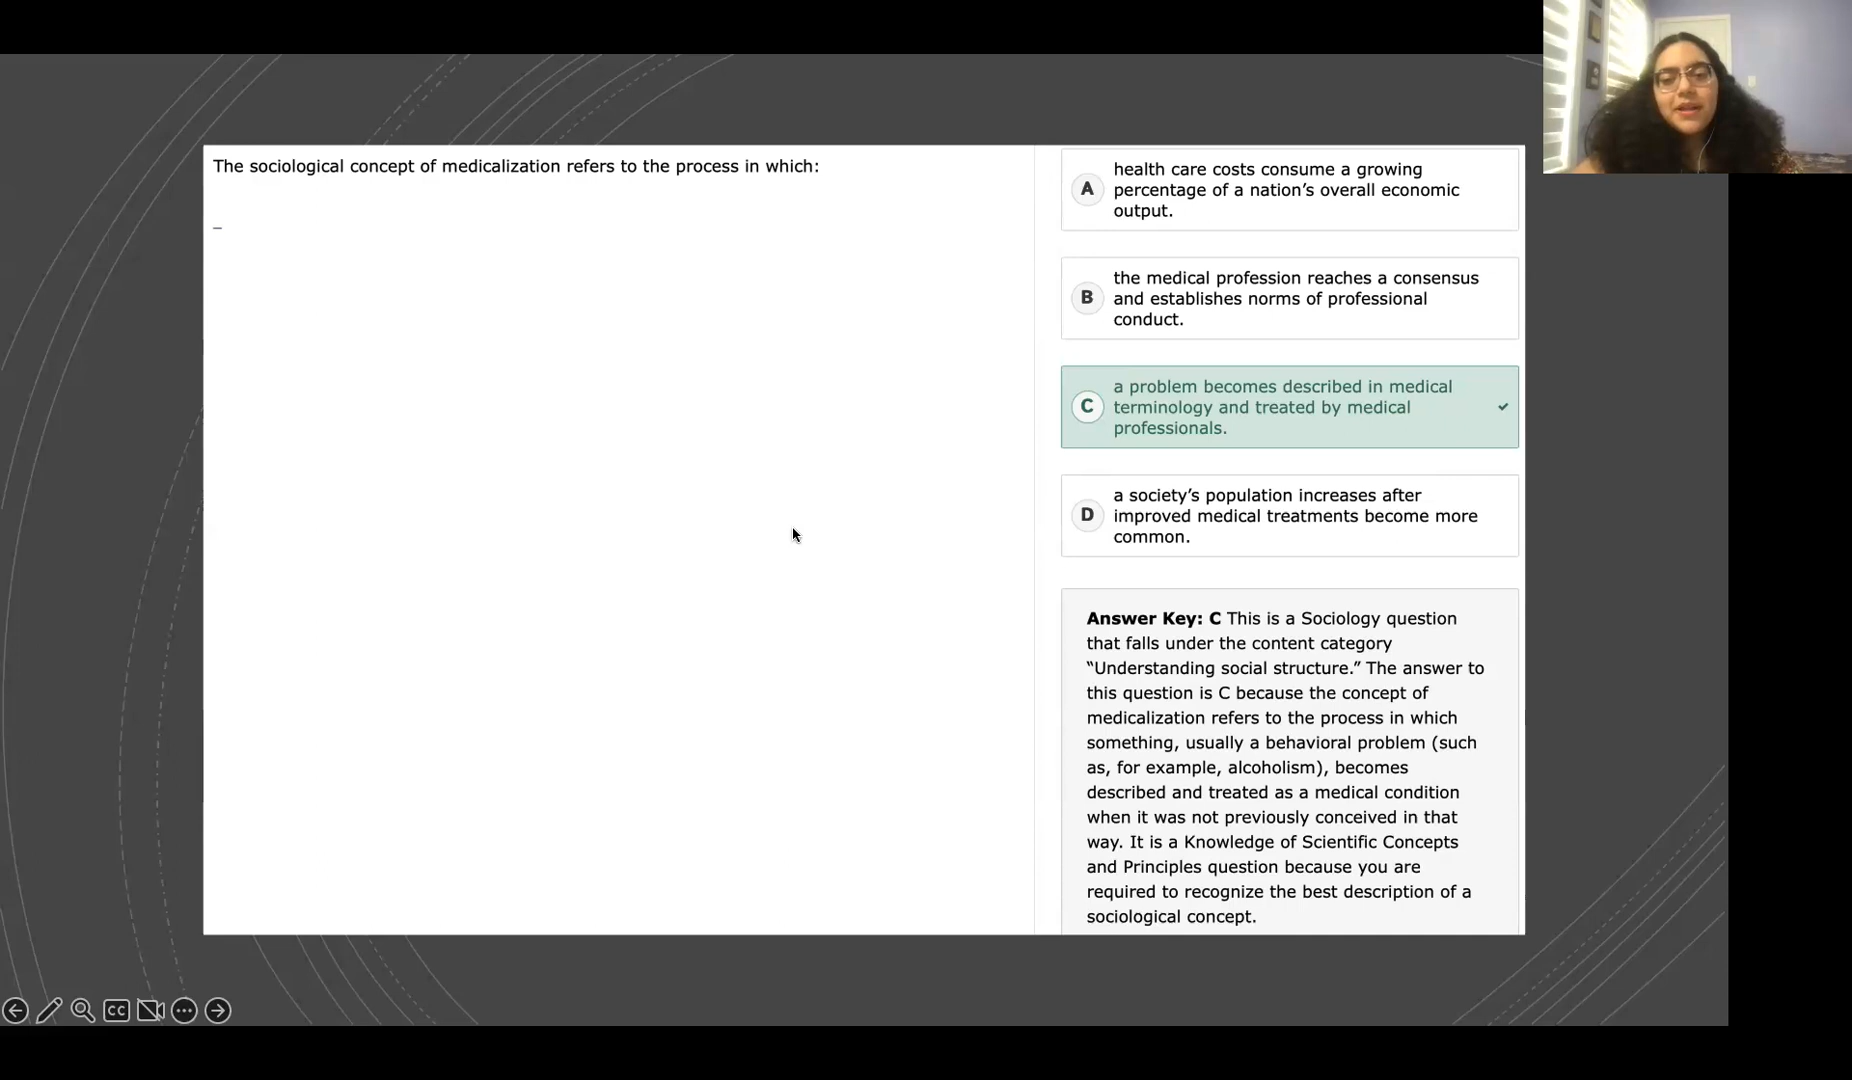 The sociological concept of medicalization refers to the process in which:
_
A
health care costs consume a growing
percentage of a nation’s overall economic
output.
B
the medical profession reaches a consensus
and establishes norms of professional
conduct.
C
a problem becomes described in medical
terminology and treated by medical
professionals.
D
a society’s population increases after
improved medical treatments become more
common.
Answer Key: C This is a Sociology question
that falls under the content category
“Understanding social structure.” The answer to
this question is C because the concept of
medicalization refers to the process in which
something, usually a behavioral problem (such
as, for example, alcoholism), becomes
described and treated as a medical condition
when it was not previously conceived in that
way. It is a Knowledge of Scientific Concepts
and Principles question because you are
required to recognize the best description of a
sociological concept.
CC